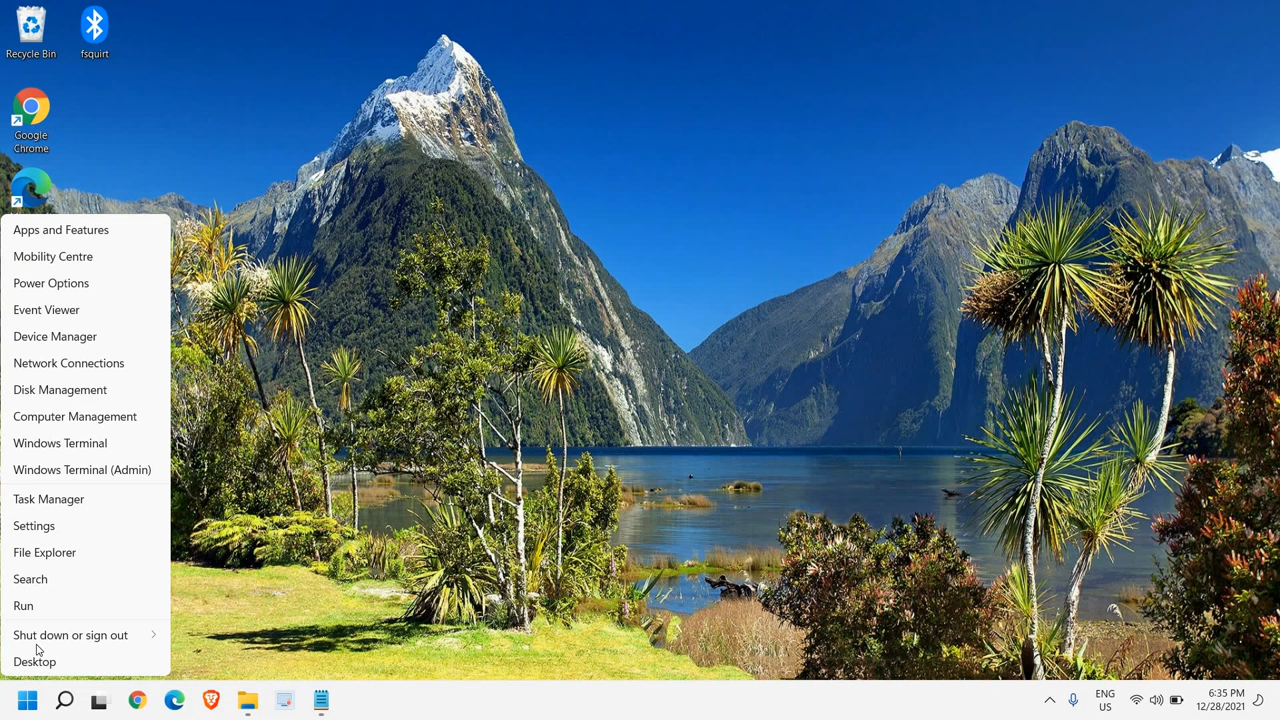 Recycle Bin
fsquirt
Google
Chrome
Apps and Features
Mobility Centre
Power Options
Event Viewer
Device Manager
Network Connections
Disk Management
Computer Management
Windows Terminal
Windows Terminal (Admin)
Task Manager
Settings
File Explorer
Search
Run
Shut down or sign out
Desktop
ENG
US
6:35 PM
12/28/2021